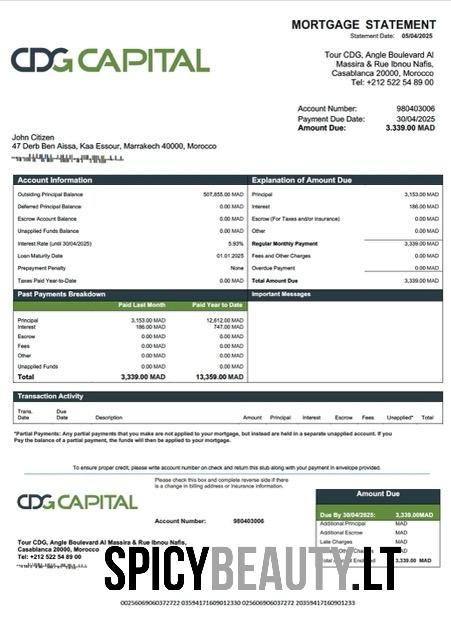 MORTGAGE STATEMENT
Statement Date: 05/04/2025
CDG CAPITAL
Tour CDG, Angle Boulevard Al
Massira & Rue Ibnou Nafis,
Casablanca 20000, Morocco
Tel: +212 522 54 89 00
Account Number: 980403006
Payment Due Date: 30/04/2025
Amount Due: 3.339.00 MAD
John Citizen
47 Derb Ben Aissa, Kaa Essour, Marrakech 40000, Morocco
Account Information
Outsiding Principal Balance 507,855.00 MAD
Deferred Principal Balance 0.00 MAD
Escrow Account Balance 0.00 MAD
Unapplied Funds Balance 0.00 MAD
Interest Rate (until 30/04/2025) 5.93%
Loan Maturity Date 01.01.2025
Prepayment Penalty None
Taxes Paid Year-to-Date 0.00 MAD
Explanation of Amount Due
Principal 3,153.00 MAD
Interest 186.00 MAD
Escrow (For Taxes and/or Insurance) 0.00 MAD
Other 0.00 MAD
Regular Monthly Payment 3,339.00 MAD
Fees and Other Charges 0.00 MAD
Overdue Payment 0.00 MAD
Total Amount Due 3,339.00 MAD
Past Payments Breakdown
Paid Last Month Paid Year to Date
Principal 3,153.00 MAD 12,612.00 MAD
Interest 186.00 MAD 747.00 MAD
Escrow 0.00 MAD 0.00 MAD
Fees 0.00 MAD 0.00 MAD
Other 0.00 MAD 0.00 MAD
Unapplied Funds 0.00 MAD 0.00 MAD
Total 3,339.00 MAD 13,359.00 MAD
Important Messages
Transaction Activity
Trans. Date Due Date Description Amount Principal Interest Escrow Fees Unapplied* Total
*Partial Payments: Any partial payments that you make are not applied to your mortgage, but instead are held in a separate unapplied account. If you
Pay the balance of a partial payment, the funds will then be applied to your mortgage.
To ensure proper credit, please write account number on check and return this stub along with your payment in envelope provided.
Please check this box and complete reverse side if there
is a change in billing address or insurance information.
CDG CAPITAL
Account Number: 980403006
Tour CDG, Angle Boulevard Al Massira & Rue Ibnou Nafis,
Casablanca 20000, Morocco
Tel: +212 522 54 89 00
Amount Due
Due By 30/04/2025: 3,339.00MAD
Additional Principal MAD
Additional Escrow MAD
Late Charges MAD
MAD
3,339.00 MAD
SPICYBEAUTY.LT